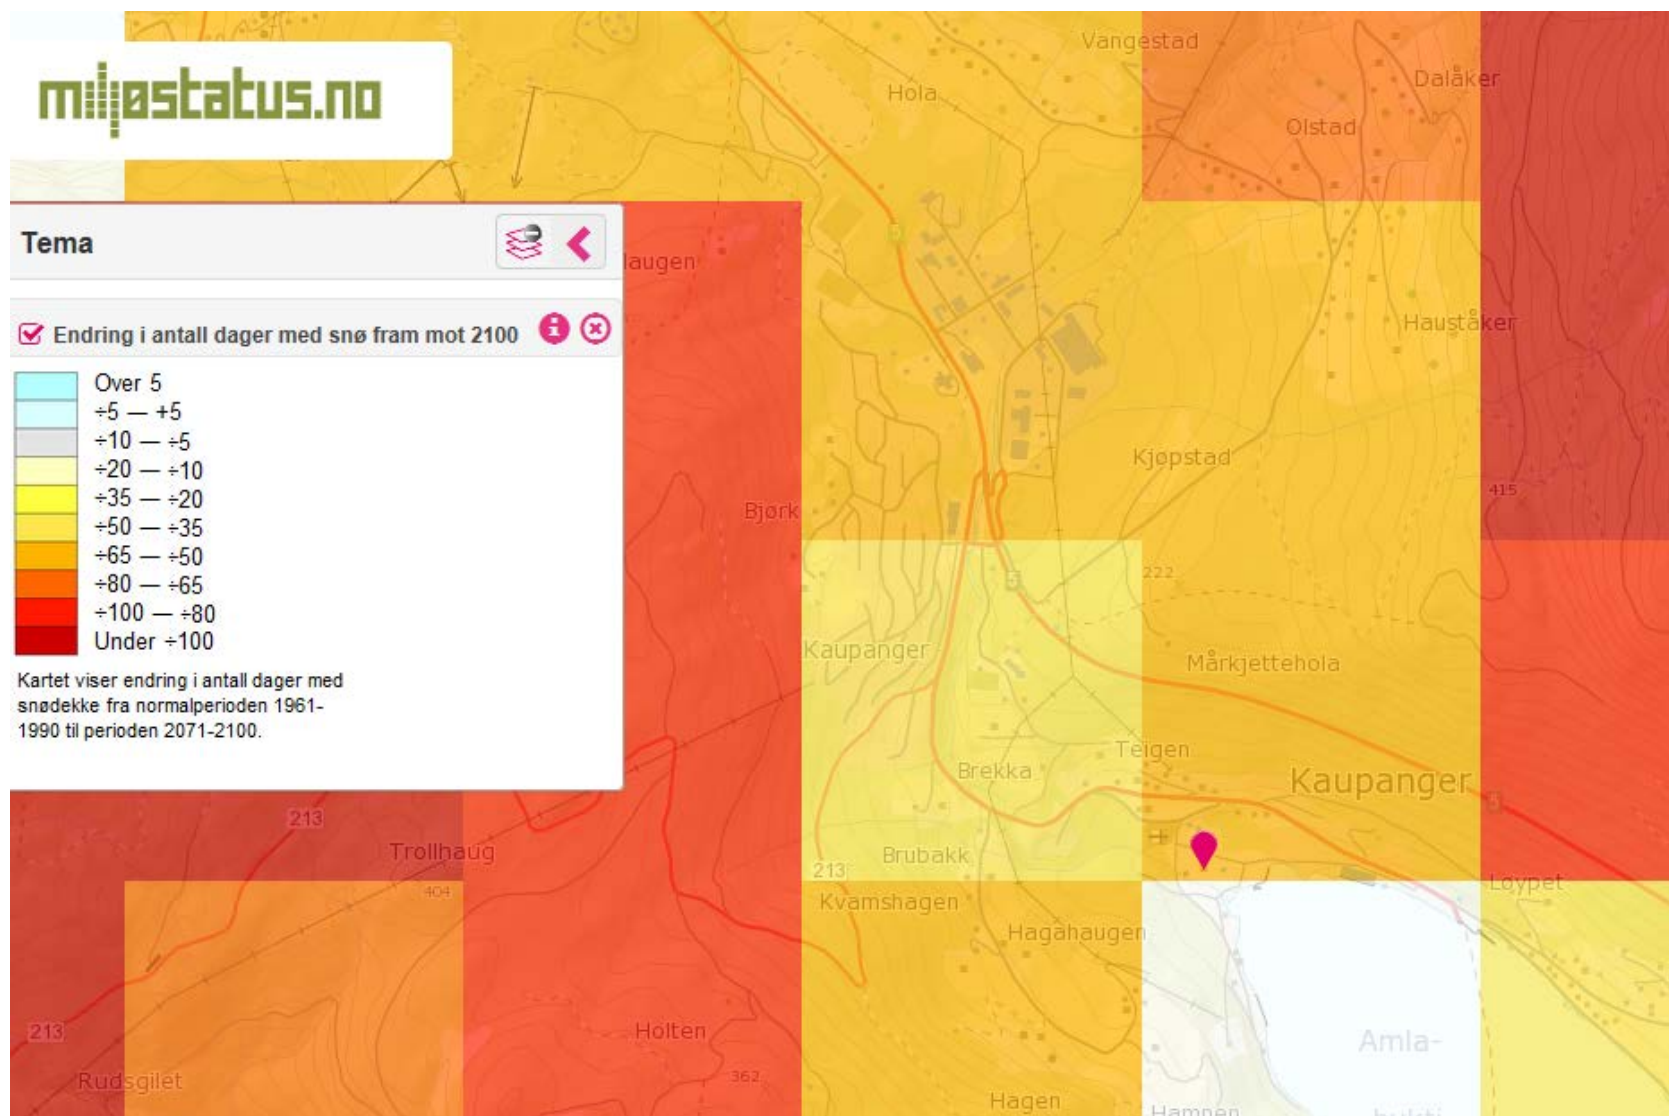 miljøstatus.no
Vangestad
Hola
Dalåker
Olstad
Tema
laugen
5
Endring i antall dager med snø fram mot 2100
Hauståker
Over 5
÷5 — +5
÷10 — ÷5
÷20 — ÷10
÷35 — ÷20
÷50 — ÷35
÷65 — ÷50
÷80 — ÷65
÷100 — ÷80
Under ÷100
Kjøpstad
415
Bjørk
5
222
Kartet viser endring i antall dager med
snødekke fra normalperioden 1961-
1990 til perioden 2071-2100.
Kaupanger
Mårkjettehola
Teigen
Brekka
Kaupanger
5
213
Trollhaug
Brubakk
213
404
Kvamshagen
Løypet
Hagahaugen
213
Holten
Amla-
Rudsgilet
362
Hagen
Hamnen